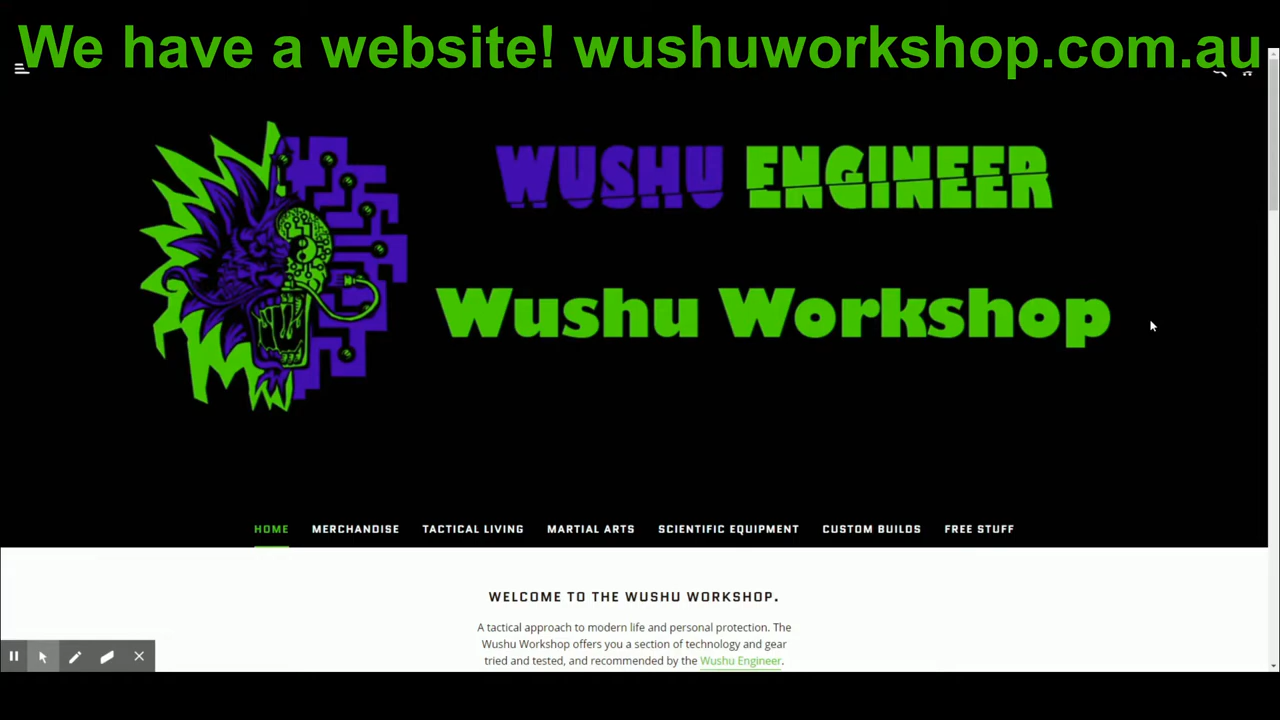 We have a website! wushuworkshop.com.au
WUSHU ENGINEER
Wushu Workshop
HOME MERCHANDISE TACTICAL LIVING MARTIAL ARTS SCIENTIFIC EQUIPMENT CUSTOM BUILDS FREE STUFF
WELCOME TO THE WUSHU WORKSHOP.
A tactical approach to modern life and personal protection. The
Wushu Workshop offers you a section of technology and gear
tried and tested, and recommended by the Wushu Engineer.